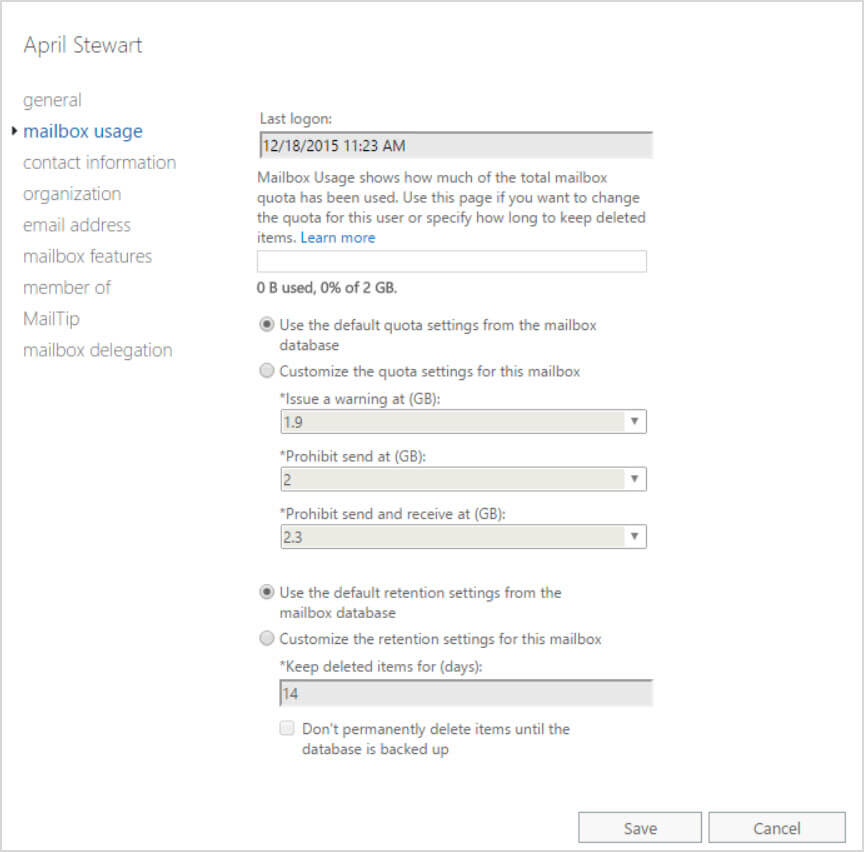 April Stewart
general
mailbox usage
contact information
organization
email address
mailbox features
member of
MailTip
mailbox delegation
Last logon:
12/18/2015 11:23 AM
Mailbox Usage shows how much of the total mailbox
quota has been used. Use this page if you want to change
the quota for this user or specify how long to keep deleted
items. Learn more
0 B used, 0% of 2 GB.
Use the default quota settings from the mailbox
database
Customize the quota settings for this mailbox
*Issue a warning at (GB):
1.9
*Prohibit send at (GB):
2
*Prohibit send and receive at (GB):
2.3
Use the default retention settings from the
mailbox database
Customize the retention settings for this mailbox
*Keep deleted items for (days):
14
Don't permanently delete items until the
database is backed up
Save
Cancel